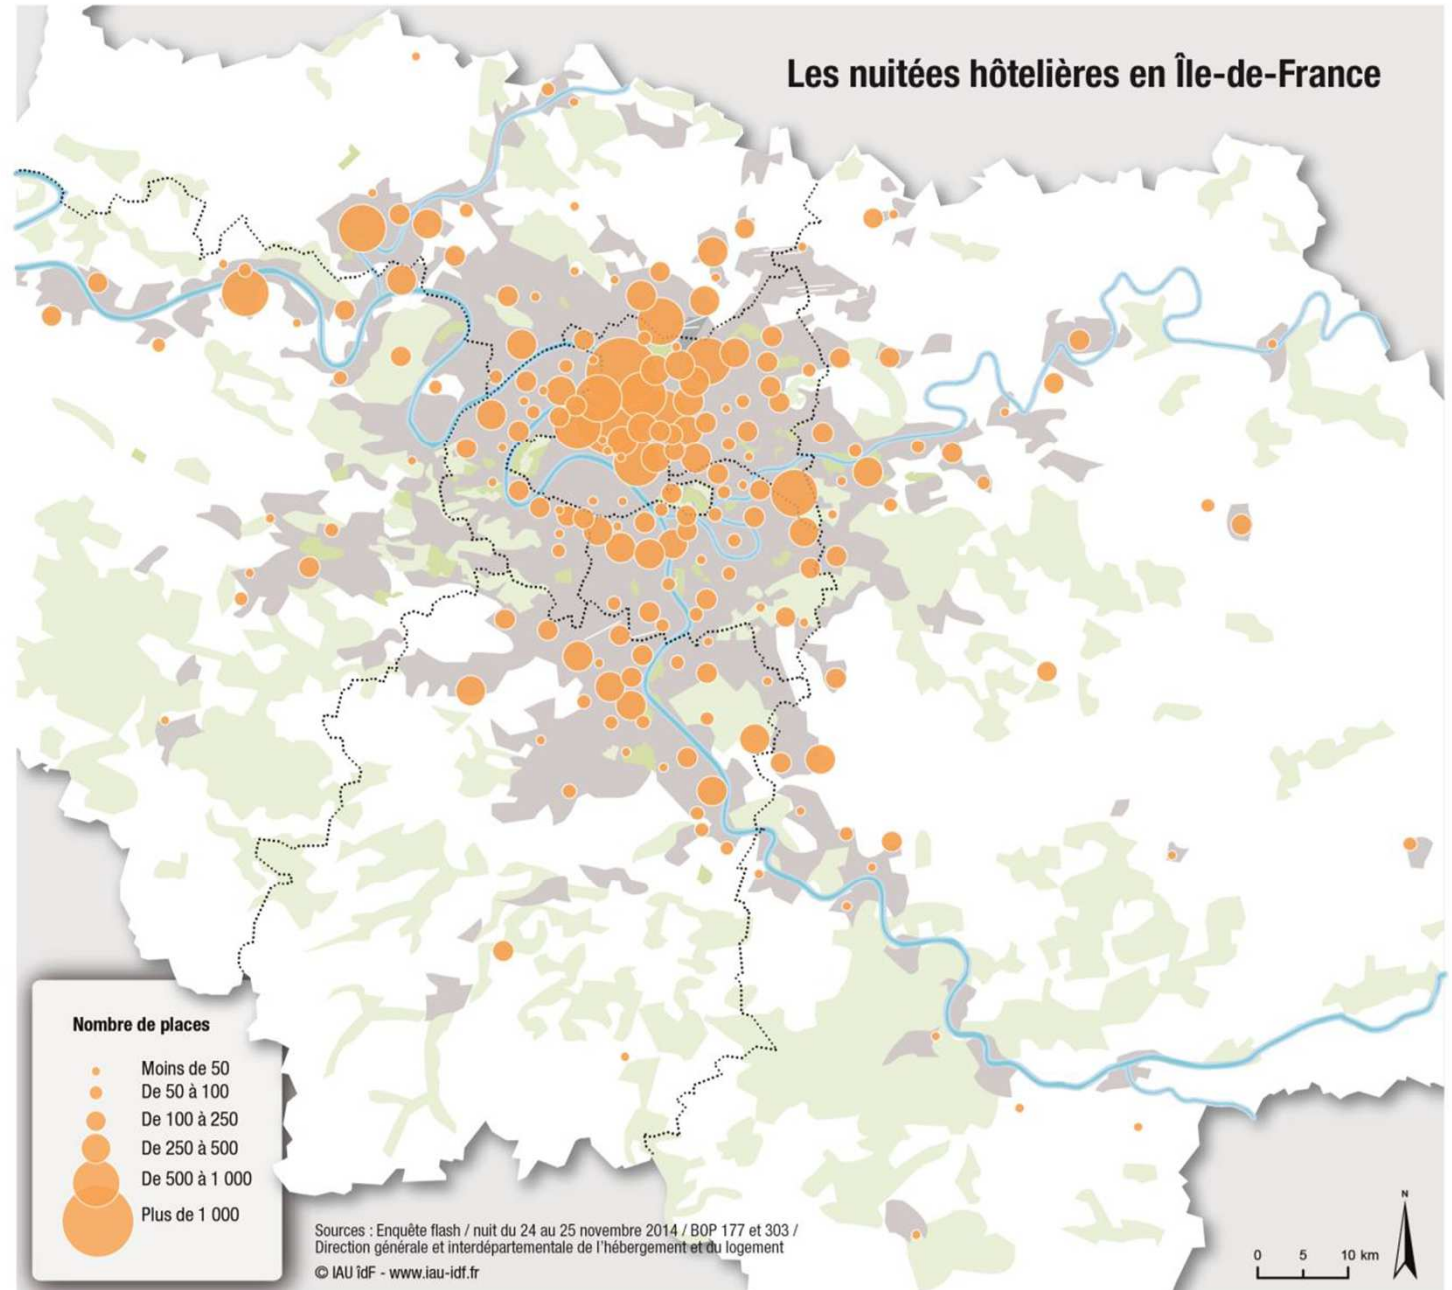 Les nuitées hôtelières en Île-de-France
Nombre de places
Moins de 50
De 50 à 100
De 100 à 250
De 250 à 500
De 500 à 1 000
Plus de 1 000
Sources : Enquête flash / nuit du 24 au 25 novembre 2014 / BOP 177 et 303 /
Direction générale et interdépartementale de l'hébergement et du logement
© IAU îdF - www.iau-idf.fr
0 5 10 km
N